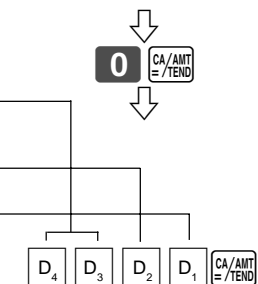 0 CA/AMT
= /TEND
D4 D3 D2 D1 CA/AMT
= /TEND